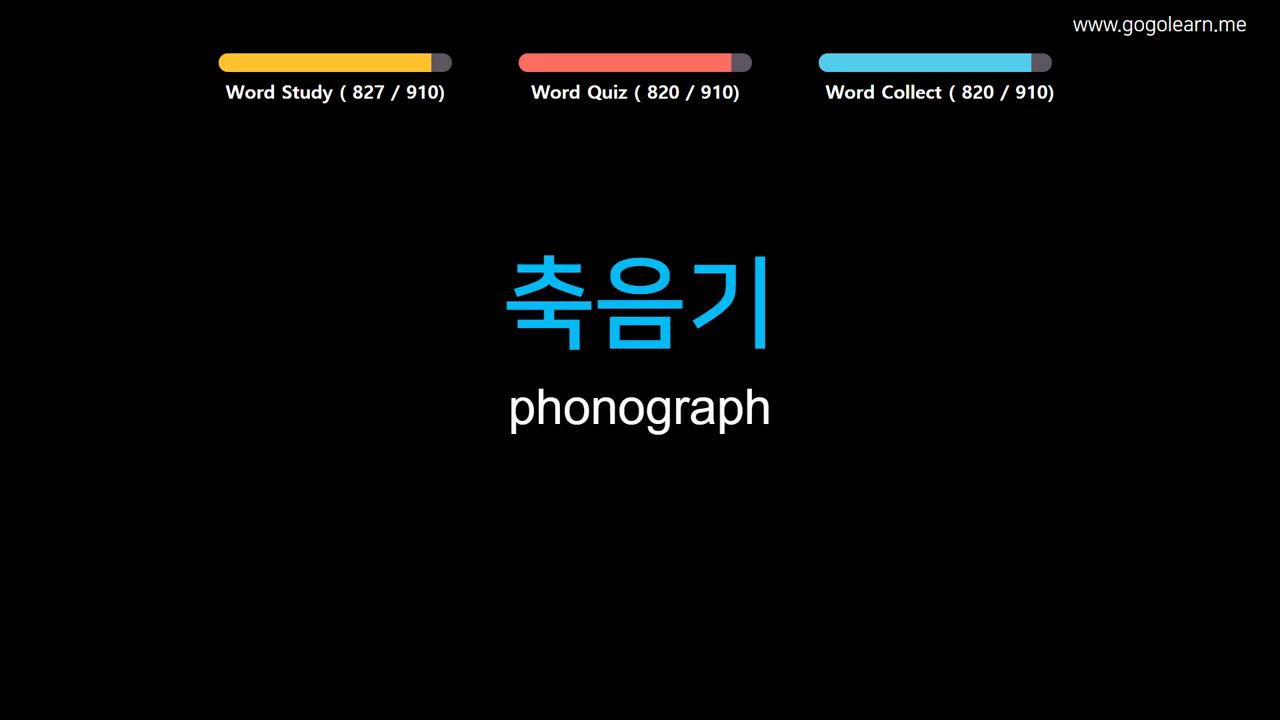 www.gogolearn.me
Word Study ( 827 / 910)
Word Quiz ( 820 / 910)
Word Collect ( 820 / 910)
축음기
phonograph